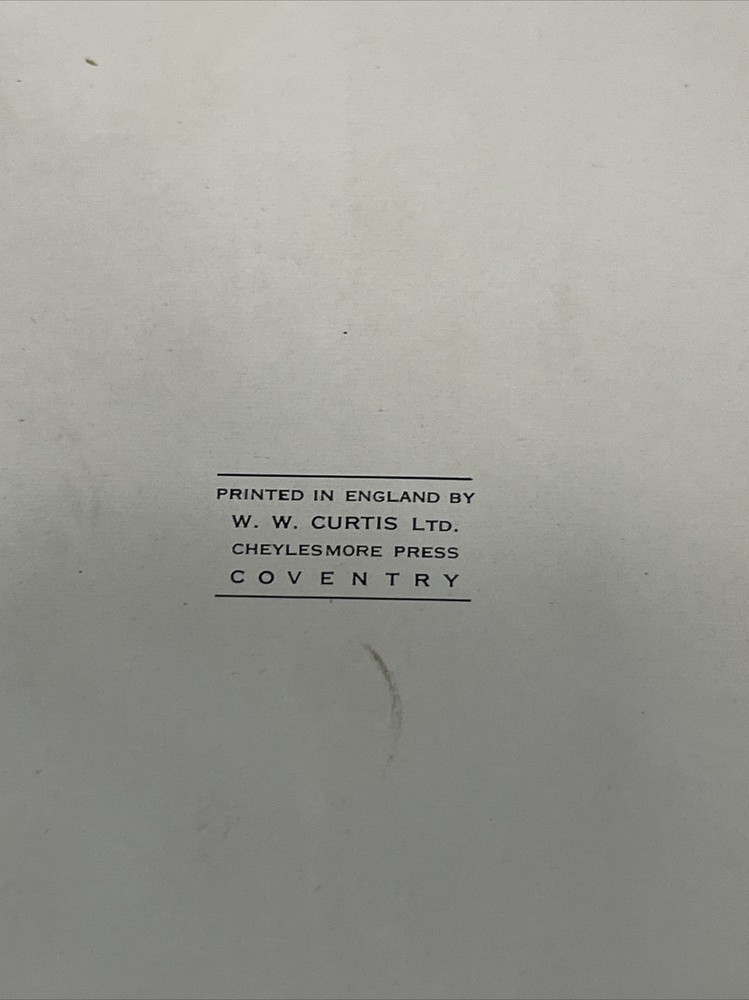 PRINTED IN ENGLAND BY
W. W. CURTIS LTD.
CHEYLESMORE PRESS
COVENTRY